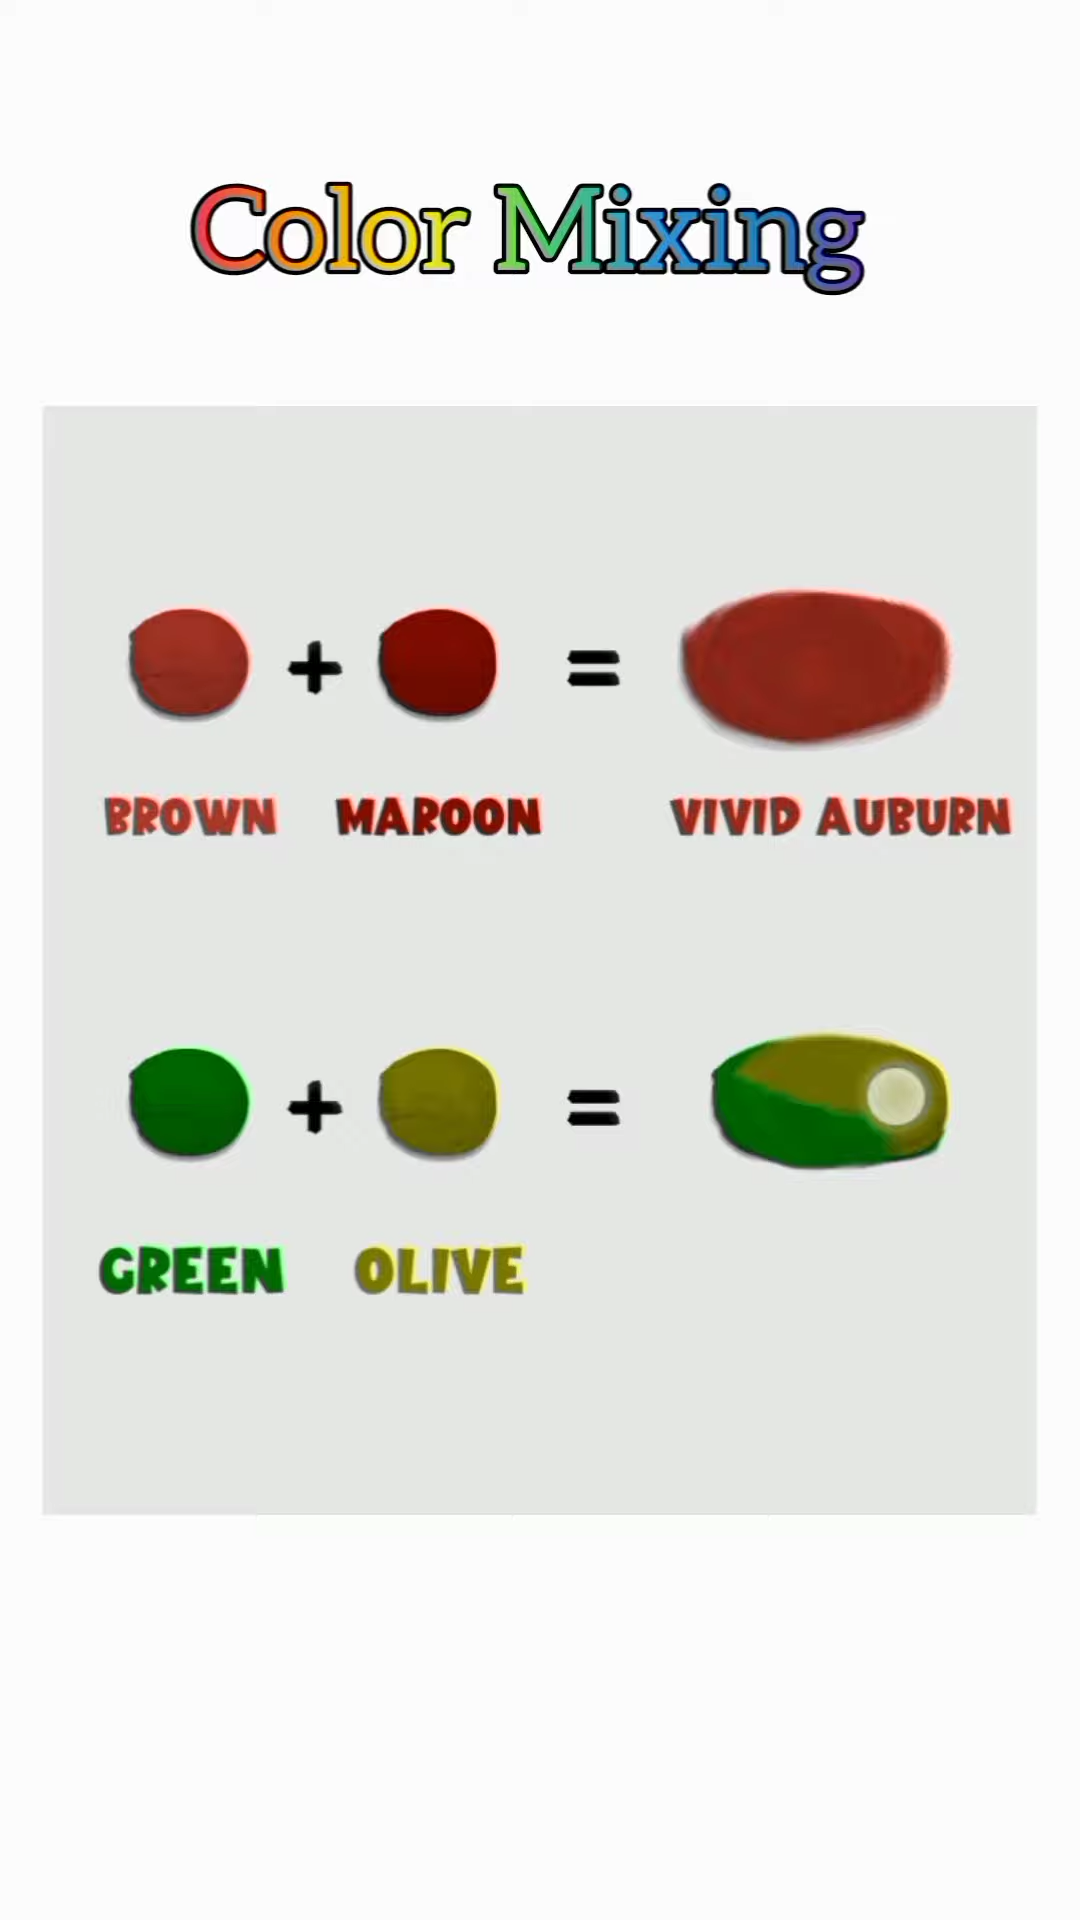 Color Mixing
+ =
BROWN MAROON VIVID AUBURN
+ =
GREEN OLIVE